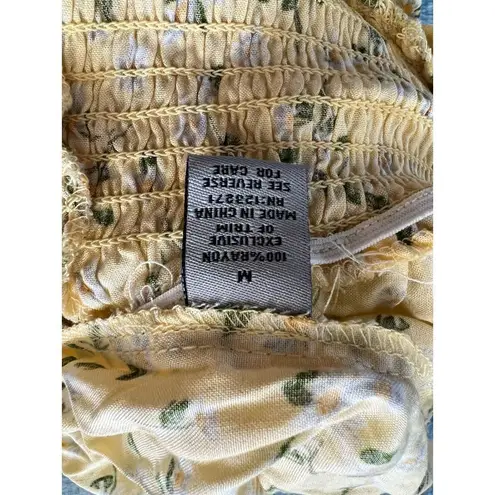 M
100%RAYON
EXCLUSIVE
OF TRIM
MADE IN CHINA
RN:123271
SEE REVERSE
FOR CARE